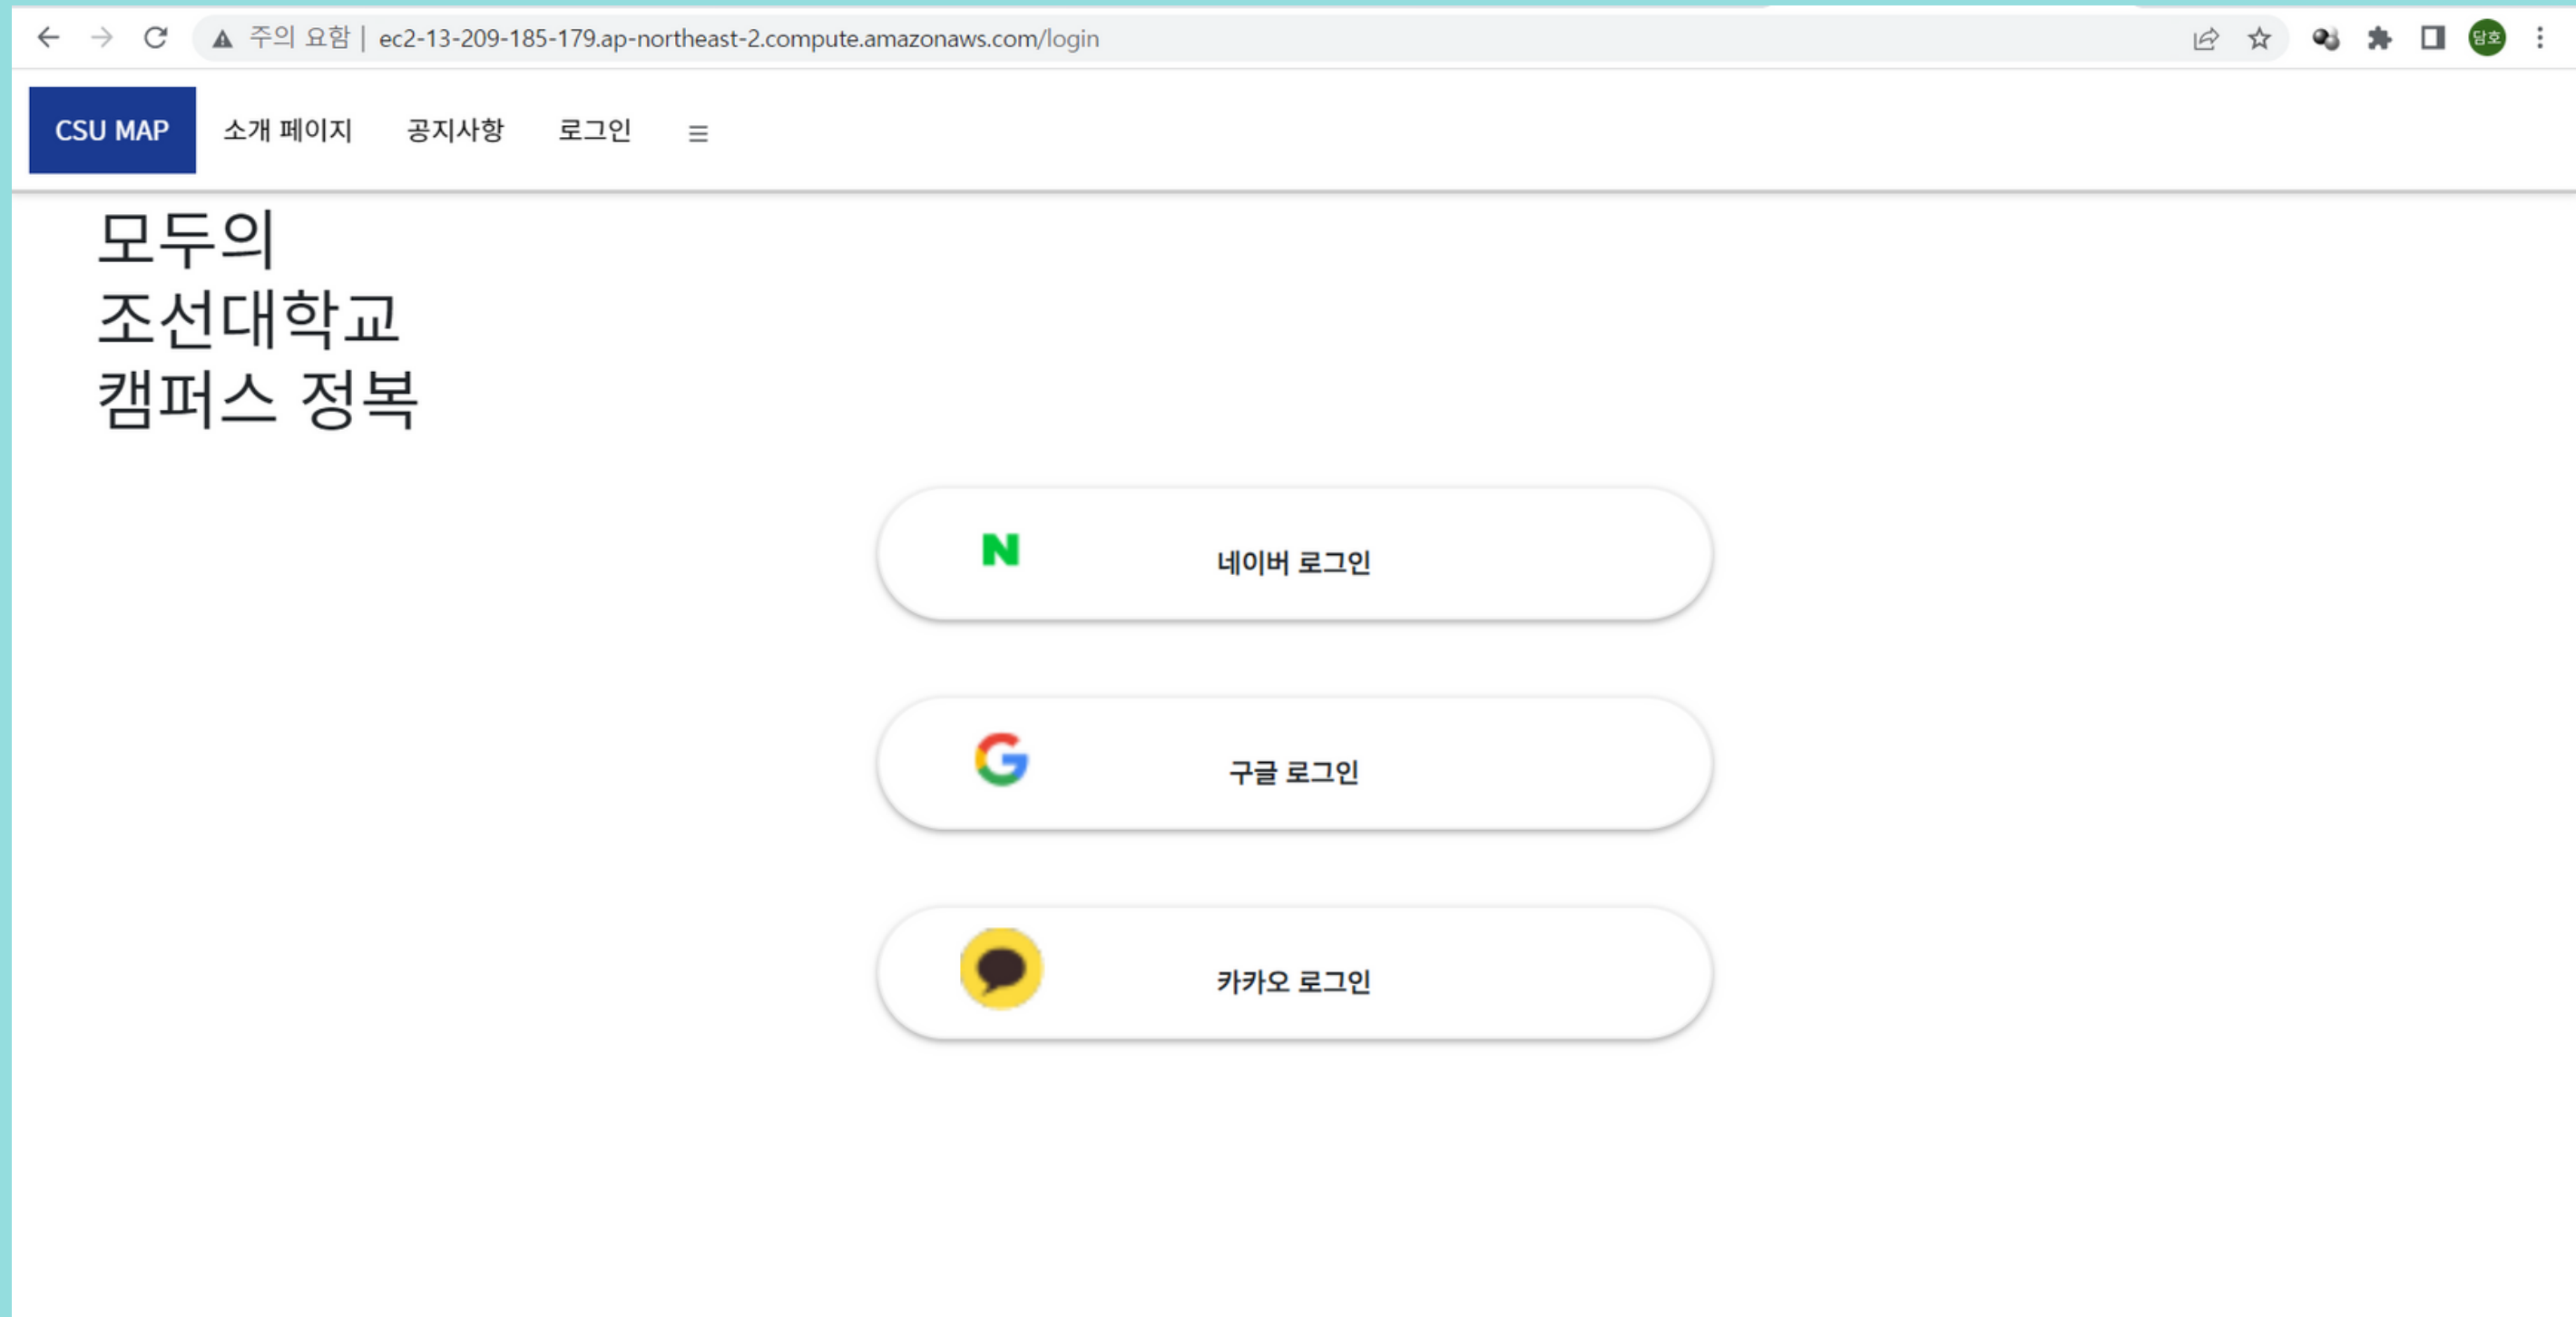 주의 요함 | ec2-13-209-185-179.ap-northeast-2.compute.amazonaws.com/login
담호
CSU MAP 소개 페이지 공지사항 로그인
모두의
조선대학교
캠퍼스 정복
네이버 로그인
구글 로그인
카카오 로그인